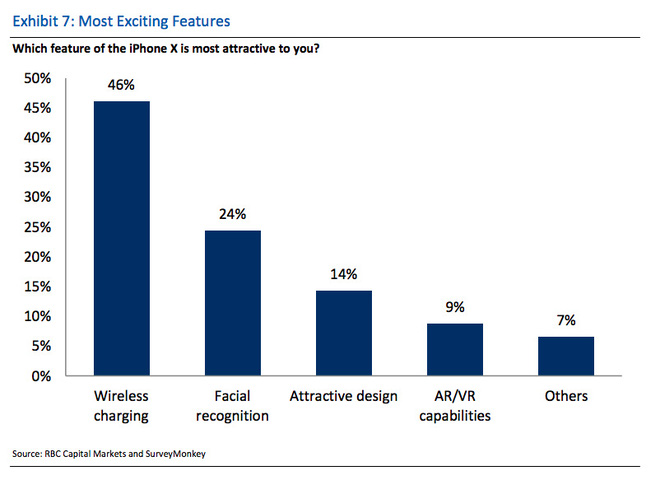 Exhibit 7: Most Exciting Features
Which feature of the iPhone X is most attractive to you?
50%
45%
40%
35%
30%
25%
20%
15%
10%
5%
0%
46%
24%
14%
9%
7%
Wireless
charging
Facial
recognition
Attractive design
AR/VR
capabilities
Others
Source: RBC Capital Markets and SurveyMonkey